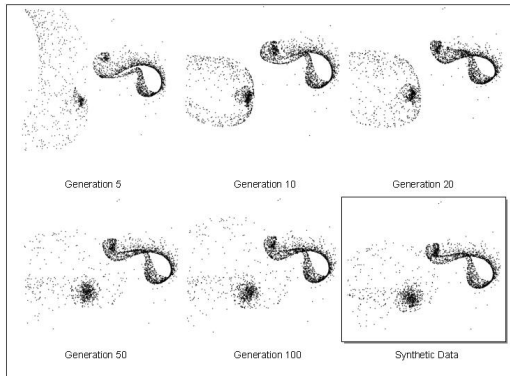 Generation 5
Generation 10
Generation 20
Generation 50
Generation 100
Synthetic Data